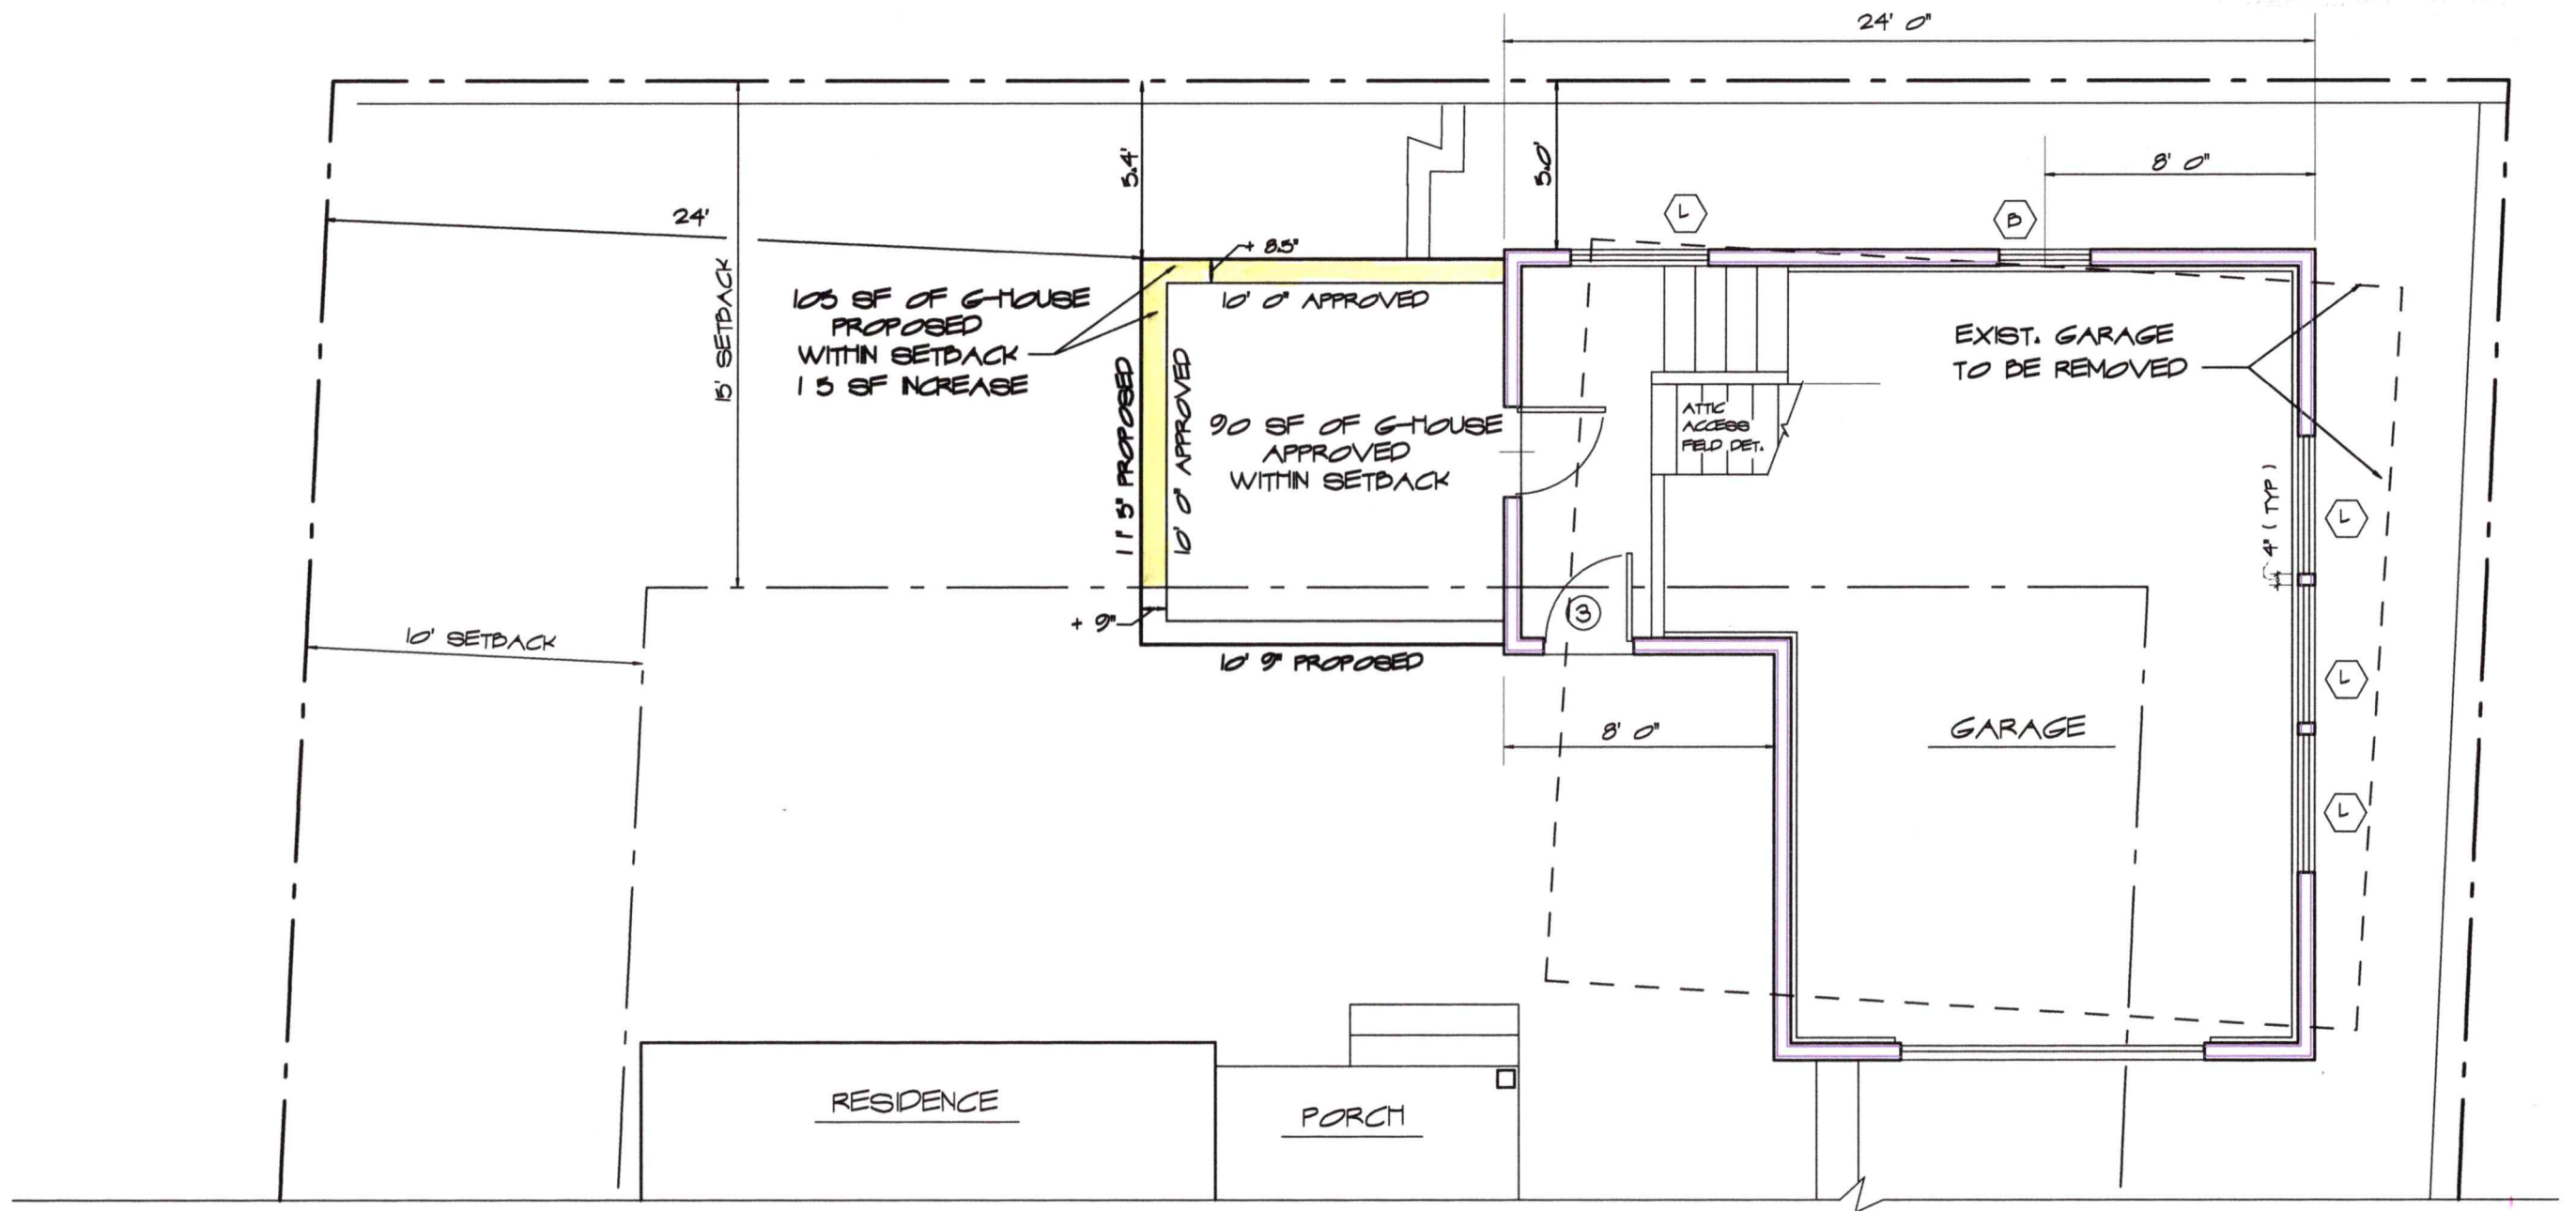 24' 0"
8' 0"
5.4'
5.0'
L
B
24'
15' SETBACK
+ 8.5"
105 SF OF G-HOUSE
PROPOSED
WITHIN SETBACK
15 SF INCREASE
10' 0" APPROVED
11' 5" PROPOSED
10' 0" APPROVED
90 SF OF G-HOUSE
APPROVED
WITHIN SETBACK
EXIST. GARAGE
TO BE REMOVED
ATTIC
ACCESS
FIELD DET.
4" ( TYP )
L
3
+ 9"
10' SETBACK
10' 9" PROPOSED
L
8' 0"
GARAGE
L
RESIDENCE
PORCH